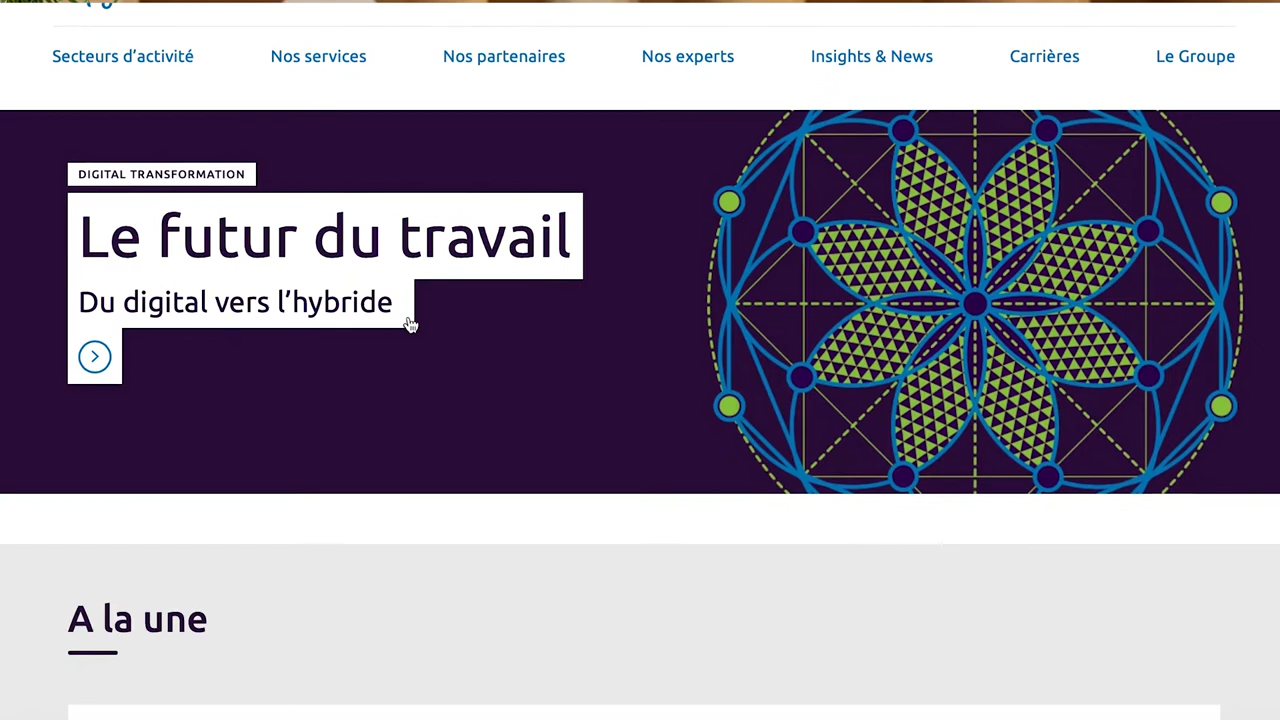 Secteurs d’activité Nos services Nos partenaires Nos experts Insights & News Carrières Le Groupe
DIGITAL TRANSFORMATION
Le futur du travail
Du digital vers l’hybride
A la une